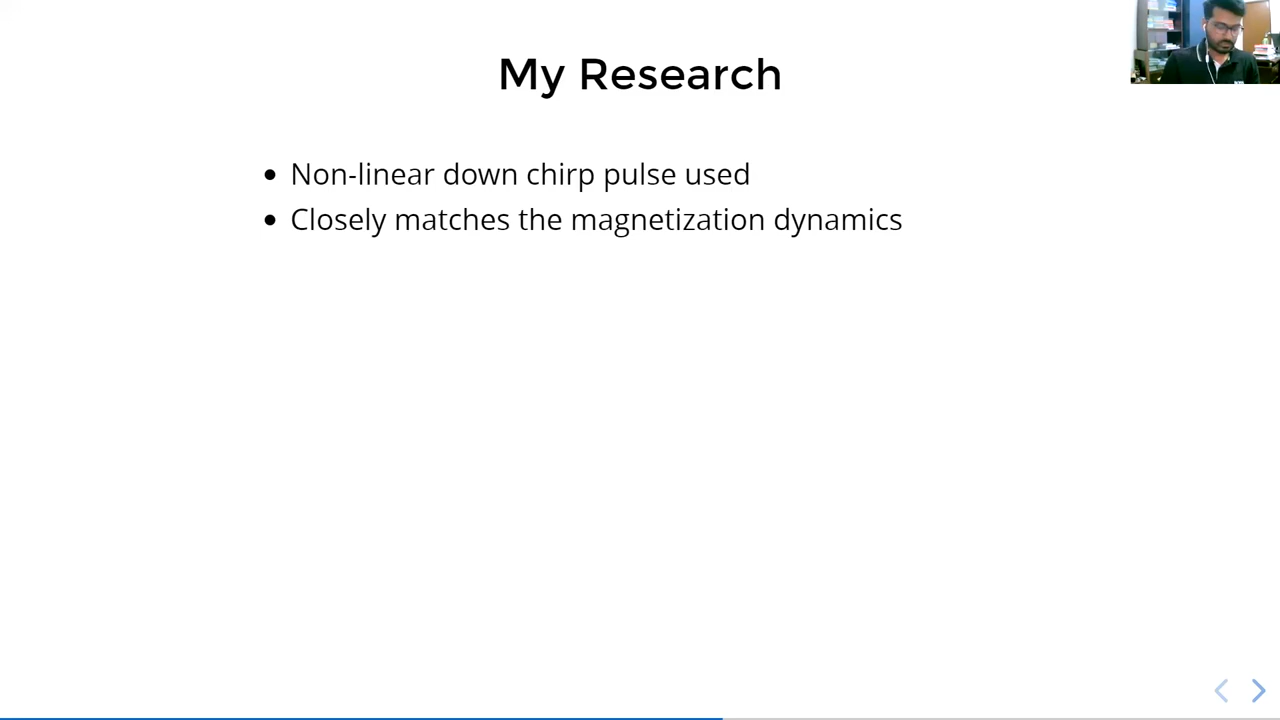 My Research
Non-linear down chirp pulse used
Closely matches the magnetization dynamics